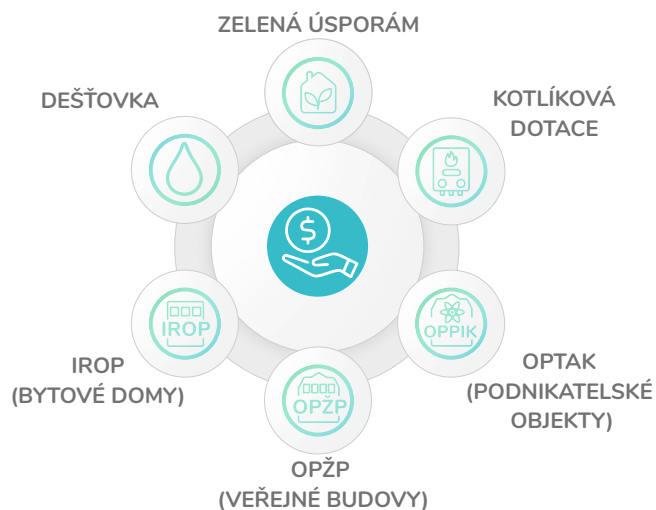 ZELENÁ ÚSPORÁM
DEŠŤOVKA
KOTLÍKOVÁ
DOTACE
$
IROP
OPPIK
IROP
(BYTOVÉ DOMY)
OPTAK
(PODNIKATELSKÉ
OBJEKTY)
OPŽP
OPŽP
(VEŘEJNÉ BUDOVY)